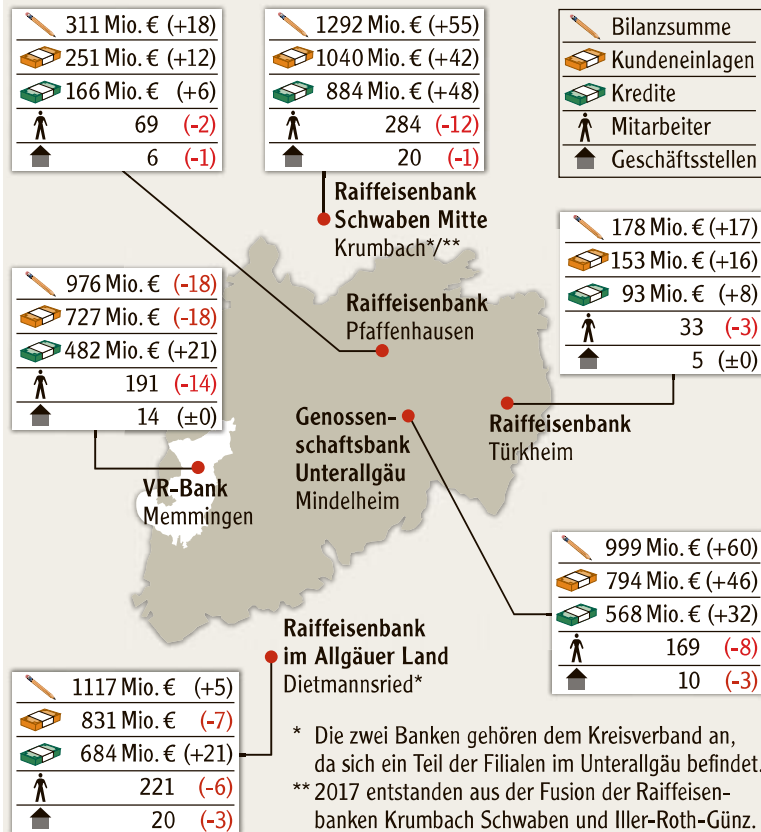 311 Mio. € (+18)
251 Mio. € (+12)
166 Mio. € (+6)
69 (-2)
6 (-1)
1292 Mio. € (+55)
1040 Mio. € (+42)
884 Mio. € (+48)
284 (-12)
20 (-1)
Bilanzsumme
Kundeneinlagen
Kredite
Mitarbeiter
Geschäftsstellen
Raiffeisenbank
Schwaben Mitte
Krumbach*/**
178 Mio. € (+17)
153 Mio. € (+16)
93 Mio. € (+8)
33 (-3)
5 (±0)
976 Mio. € (-18)
727 Mio. € (-18)
482 Mio. € (+21)
191 (-14)
14 (±0)
Raiffeisenbank
Pfaffenhausen
Genossen-
schaftsbank
Unterallgäu
Mindelheim
Raiffeisenbank
Türkheim
VR-Bank
Memmingen
999 Mio. € (+60)
794 Mio. € (+46)
568 Mio. € (+32)
169 (-8)
10 (-3)
Raiffeisenbank
im Allgäuer Land
Dietmannsried*
1117 Mio. € (+5)
831 Mio. € (-7)
684 Mio. € (+21)
221 (-6)
20 (-3)
* Die zwei Banken gehören dem Kreisverband an,
da sich ein Teil der Filialen im Unterallgäu befindet.
** 2017 entstanden aus der Fusion der Raiffeisen-
banken Krumbach Schwaben und Iller-Roth-Günz.